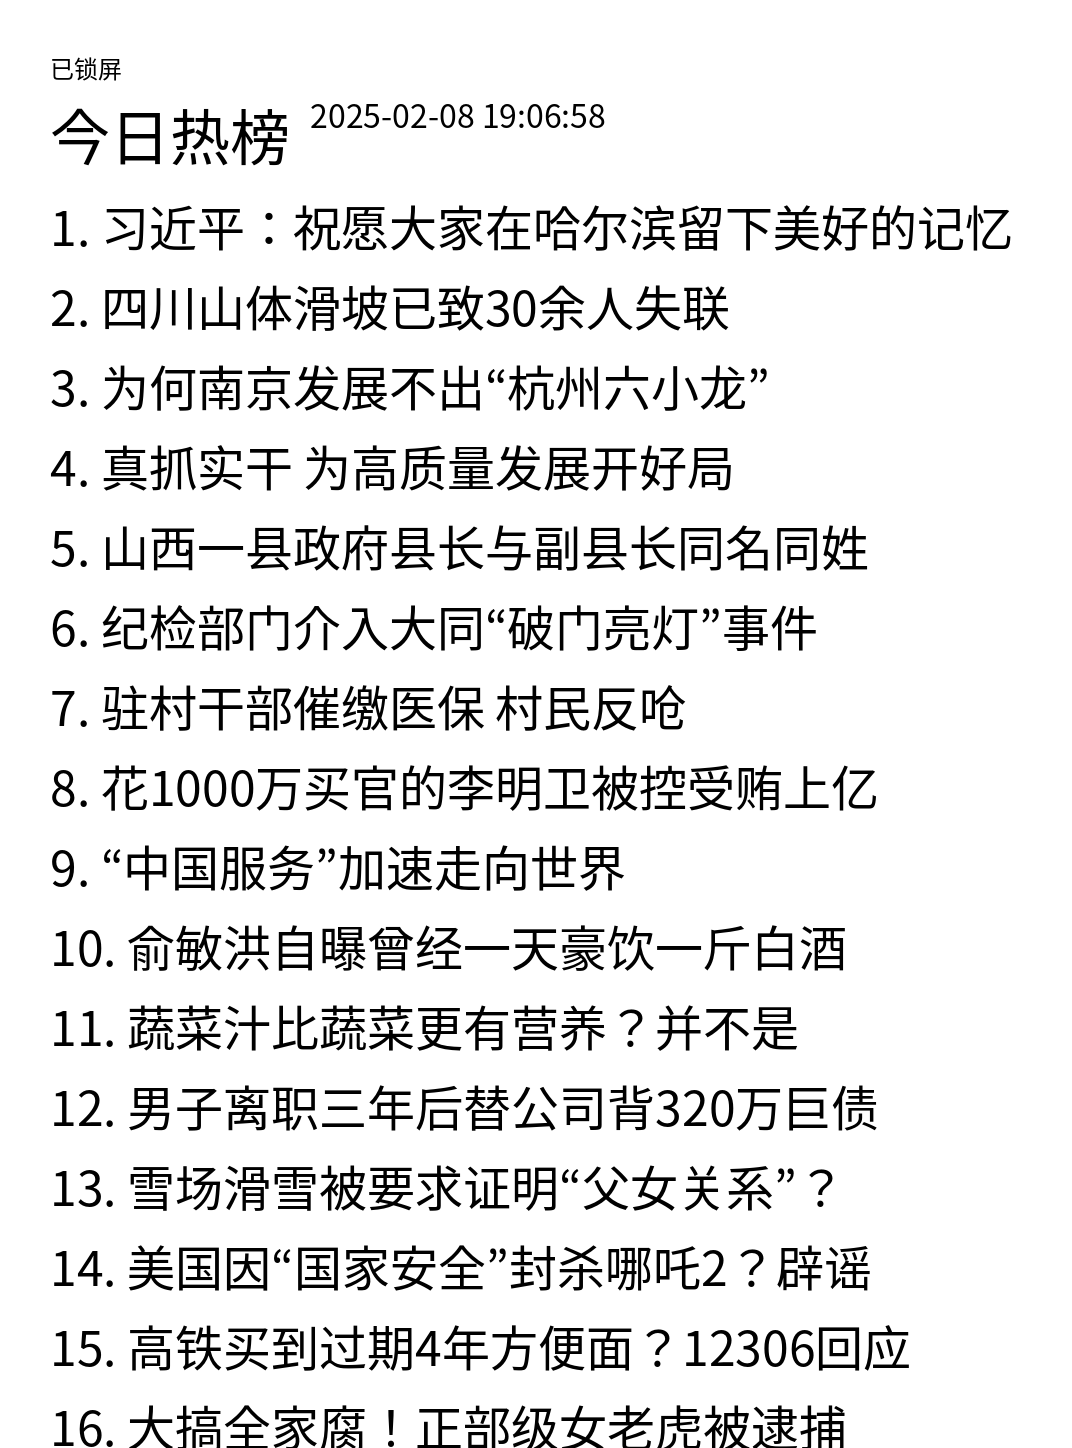 已锁屏
今日热榜 2025-02-08 19:06:58
1. 习近平：祝愿大家在哈尔滨留下美好的记忆
2. 四川山体滑坡已致30余人失联
3. 为何南京发展不出“杭州六小龙”
4. 真抓实干 为高质量发展开好局
5. 山西一县政府县长与副县长同名同姓
6. 纪检部门介入大同“破门亮灯”事件
7. 驻村干部催缴医保 村民反呛
8. 花1000万买官的李明卫被控受贿上亿
9. “中国服务”加速走向世界
10. 俞敏洪自曝曾经一天豪饮一斤白酒
11. 蔬菜汁比蔬菜更有营养？并不是
12. 男子离职三年后替公司背320万巨债
13. 雪场滑雪被要求证明“父女关系”？
14. 美国因“国家安全”封杀哪吒2？辟谣
15. 高铁买到过期4年方便面？12306回应
16. 大搞全家腐！正部级女老虎被逮捕